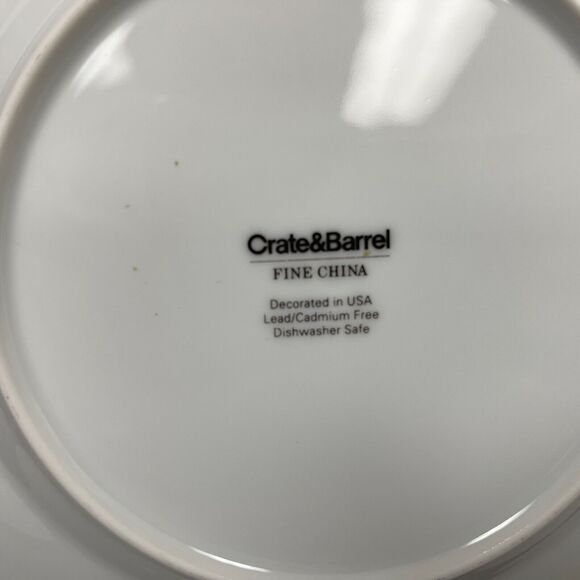 Crate&Barrel
FINE CHINA
Decorated in USA
Lead/Cadmium Free
Dishwasher Safe